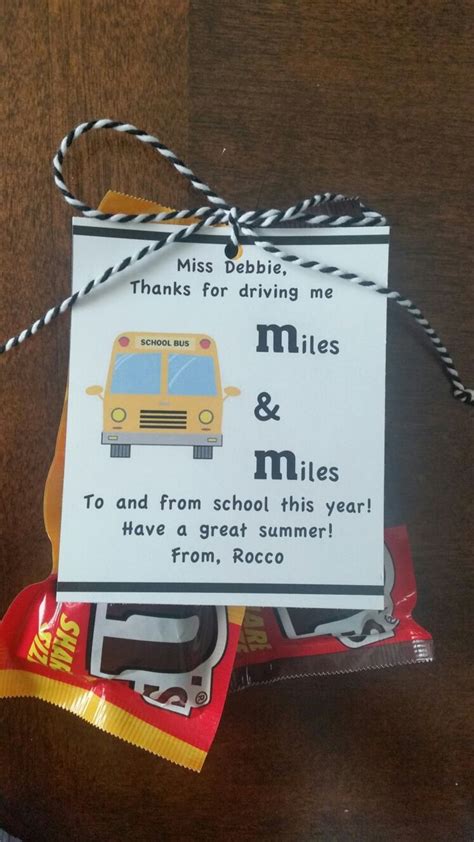 Miss Debbie,
Thanks for driving me
SCHOOL BUS
miles
&
miles
To and from school this year!
Have a great summer!
From, Rocco
SHARE